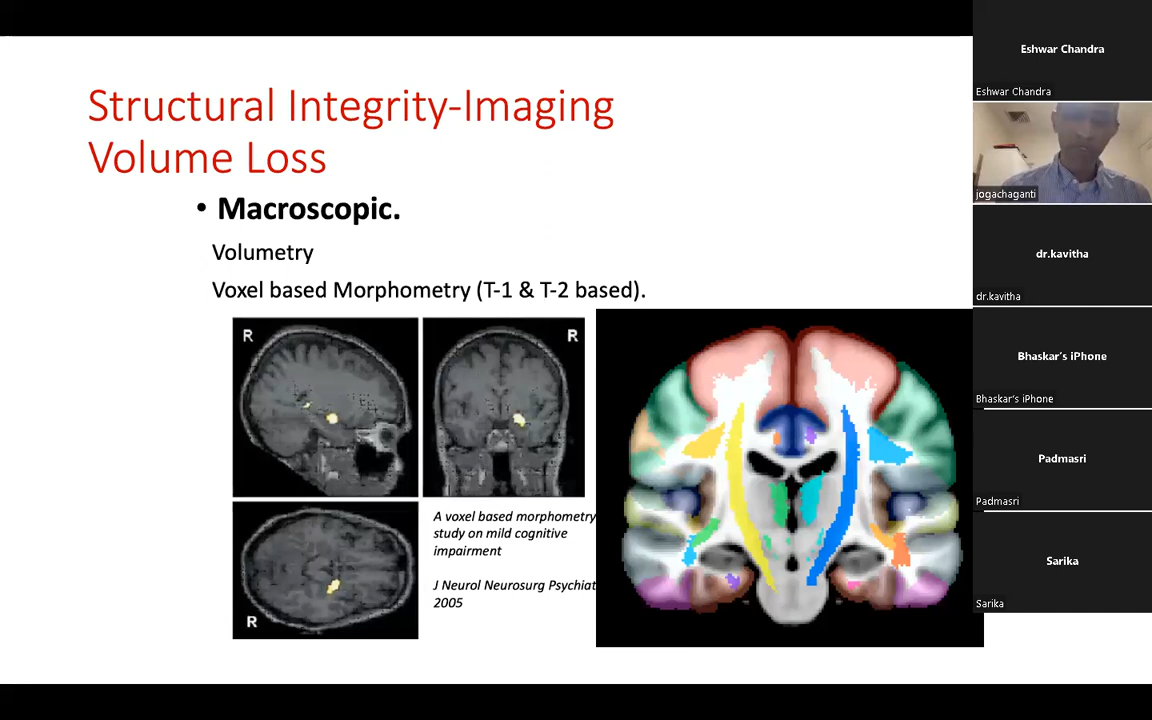 Structural Integrity-Imaging
Volume Loss
• Macroscopic.
Volumetry
Voxel based Morphometry (T-1 & T-2 based).
R
R
R
A voxel based morphometry
study on mild cognitive
impairment
J Neurol Neurosurg Psychiat
2005
Eshwar Chandra
Eshwar Chandra
jogachaganti
dr.kavitha
dr.kavitha
Bhaskar's iPhone
Bhaskar's iPhone
Padmasri
Padmasri
Sarika
Sarika